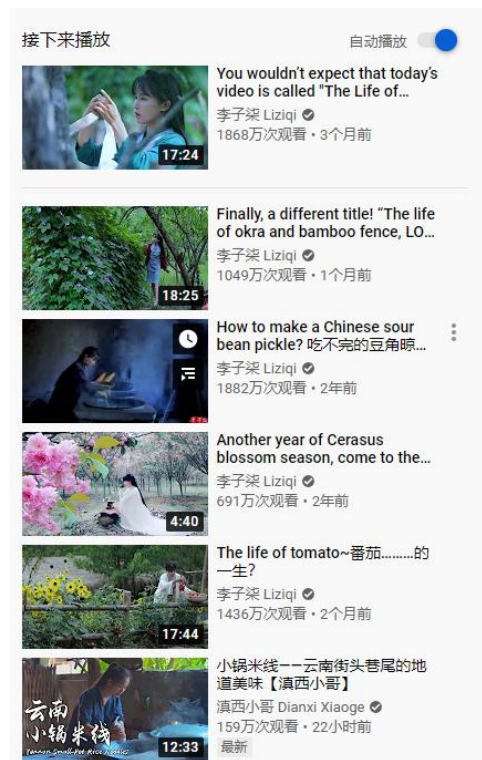 接下来播放
自动播放
You wouldn’t expect that today’s
video is called "The Life of...
李子柒 Liziqi
1868万次观看 • 3个月前
17:24
Finally, a different title! “The life
of okra and bamboo fence, LO...
李子柒 Liziqi
1049万次观看 • 1个月前
18:25
How to make a Chinese sour
bean pickle? 吃不完的豆角晾...
李子柒 Liziqi
1882万次观看 • 2年前
Another year of Cerasus
blossom season, come to the...
李子柒 Liziqi
691万次观看 • 2年前
4:40
The life of tomato~番茄………的
一生?
李子柒 Liziqi
1436万次观看 • 2个月前
17:44
小锅米线——云南街头巷尾的地
道美味【滇西小哥】
滇西小哥 Dianxi Xiaoge
159万次观看 • 22小时前
最新
云南
小锅米线
Yunnan Small Pot Rice Noodles
12:33